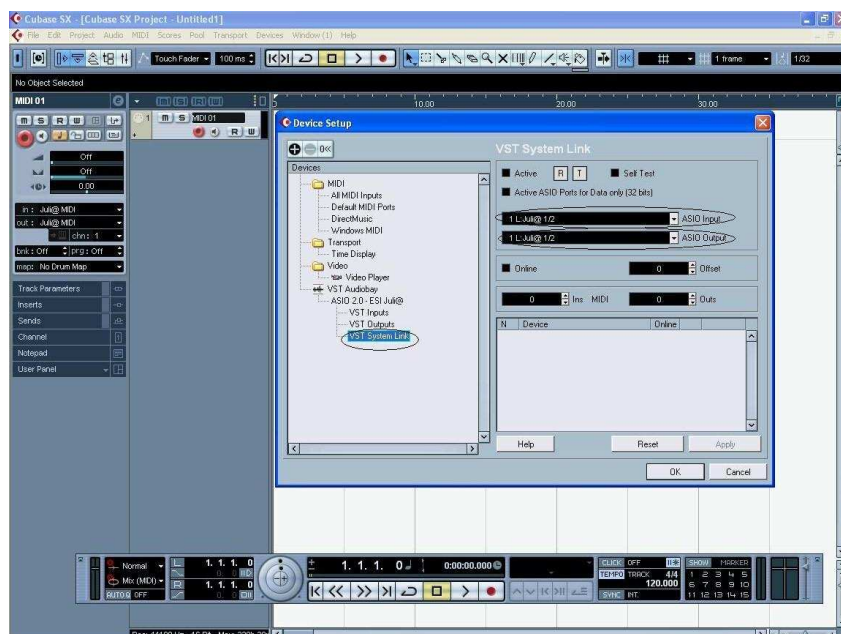 Cubase SX - [Cubase SX Project - Untitled1]
File Edit Project Audio MIDI Scores Pool Transport Devices Window (1) Help
Touch Fader 100 ms 1 frame 1/32
No Object Selected
MIDI 01
10.00 20.00 30.00
m S R W
1 m S MIDI 01
R W
Off
Off
0.00
in : Juli@ MIDI
out : Juli@ MIDI
chn : 1
bnk : Off prg : Off
map: No Drum Map
Track Parameters
Inserts
Sends
Channel
Notepad
User Panel
Device Setup
Devices
MIDI
All MIDI Inputs
Default MIDI Ports
DirectMusic
Windows MIDI
Transport
Time Display
Video
Video Player
VST Audiobay
ASIO 2.0 - ESI Juli@
VST Inputs
VST Outputs
VST System Link
VST System Link
Active R T Self Test
Active ASIO Ports for Data only (32 bits)
1 L: Juli@ 1/2 ASIO Input
1 L: Juli@ 1/2 ASIO Output
Online 0 Offset
0 Ins MIDI 0 Outs
N Device Online
Help Reset Apply
OK Cancel
Normal
Mix (MIDI)
AUTO Q OFF
L 1. 1. 1. 0
R 1. 1. 1. 0
1. 1. 1. 0 0:00:00.000
CLICK OFF
TEMPO TRACK 4/4
120.000
SYNC INT.
SHOW MARKER
1 2 3 4 5
6 7 8 9 10
11 12 13 14 15